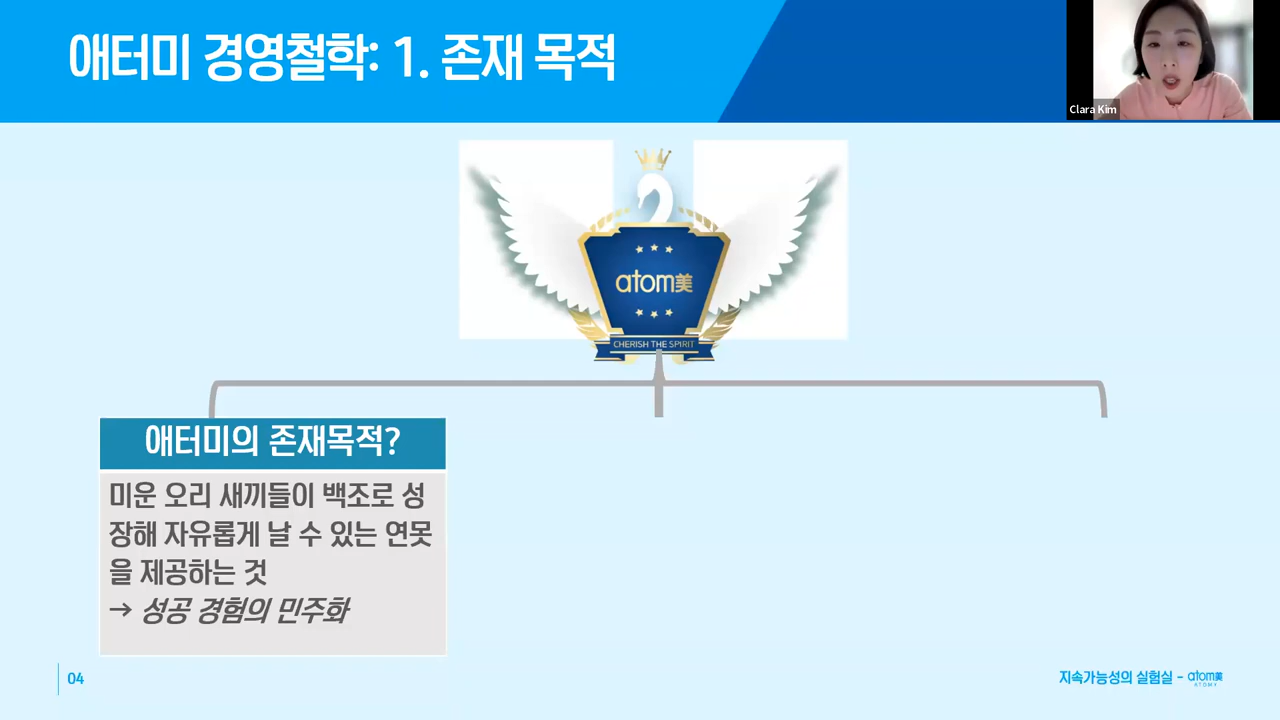 애터미 경영철학: 1. 존재 목적
Clara Kim
atom美
CHERISH THE SPIRIT
애터미의 존재목적?
미운 오리 새끼들이 백조로 성
장해 자유롭게 날 수 있는 연못
을 제공하는 것
→ 성공 경험의 민주화
04
지속가능성의 실험실 - atom美
ATOMY